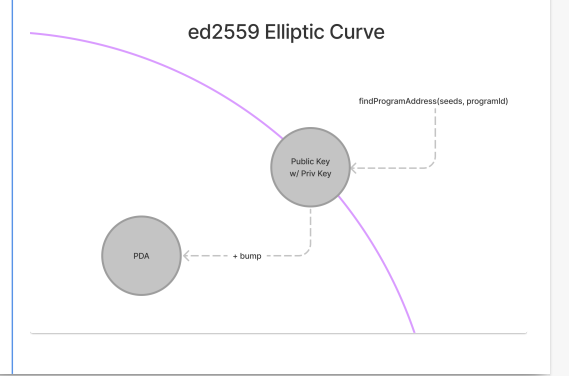 ed2559 Elliptic Curve
findProgramAddress(seeds, programId)
Public Key
w/ Priv Key
PDA
+ bump